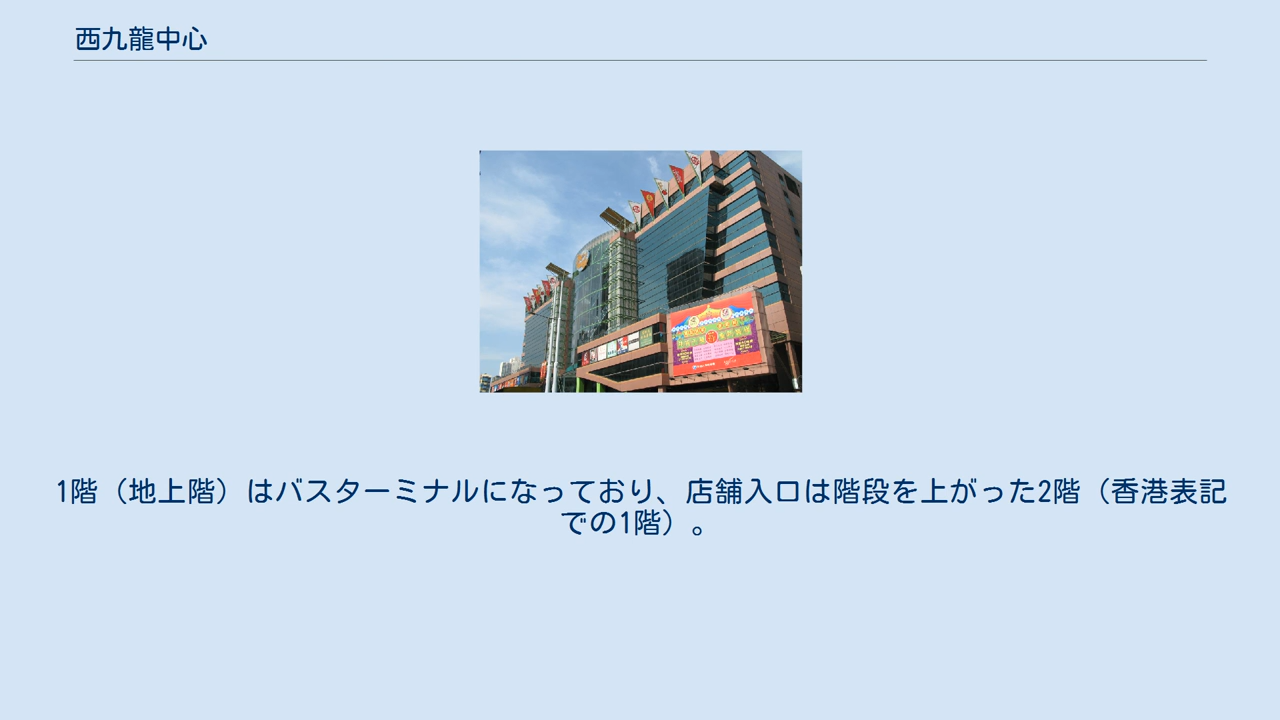 西九龍中心
1階（地上階）はバスターミナルになっており、店舗入口は階段を上がった2階（香港表記
での1階）。